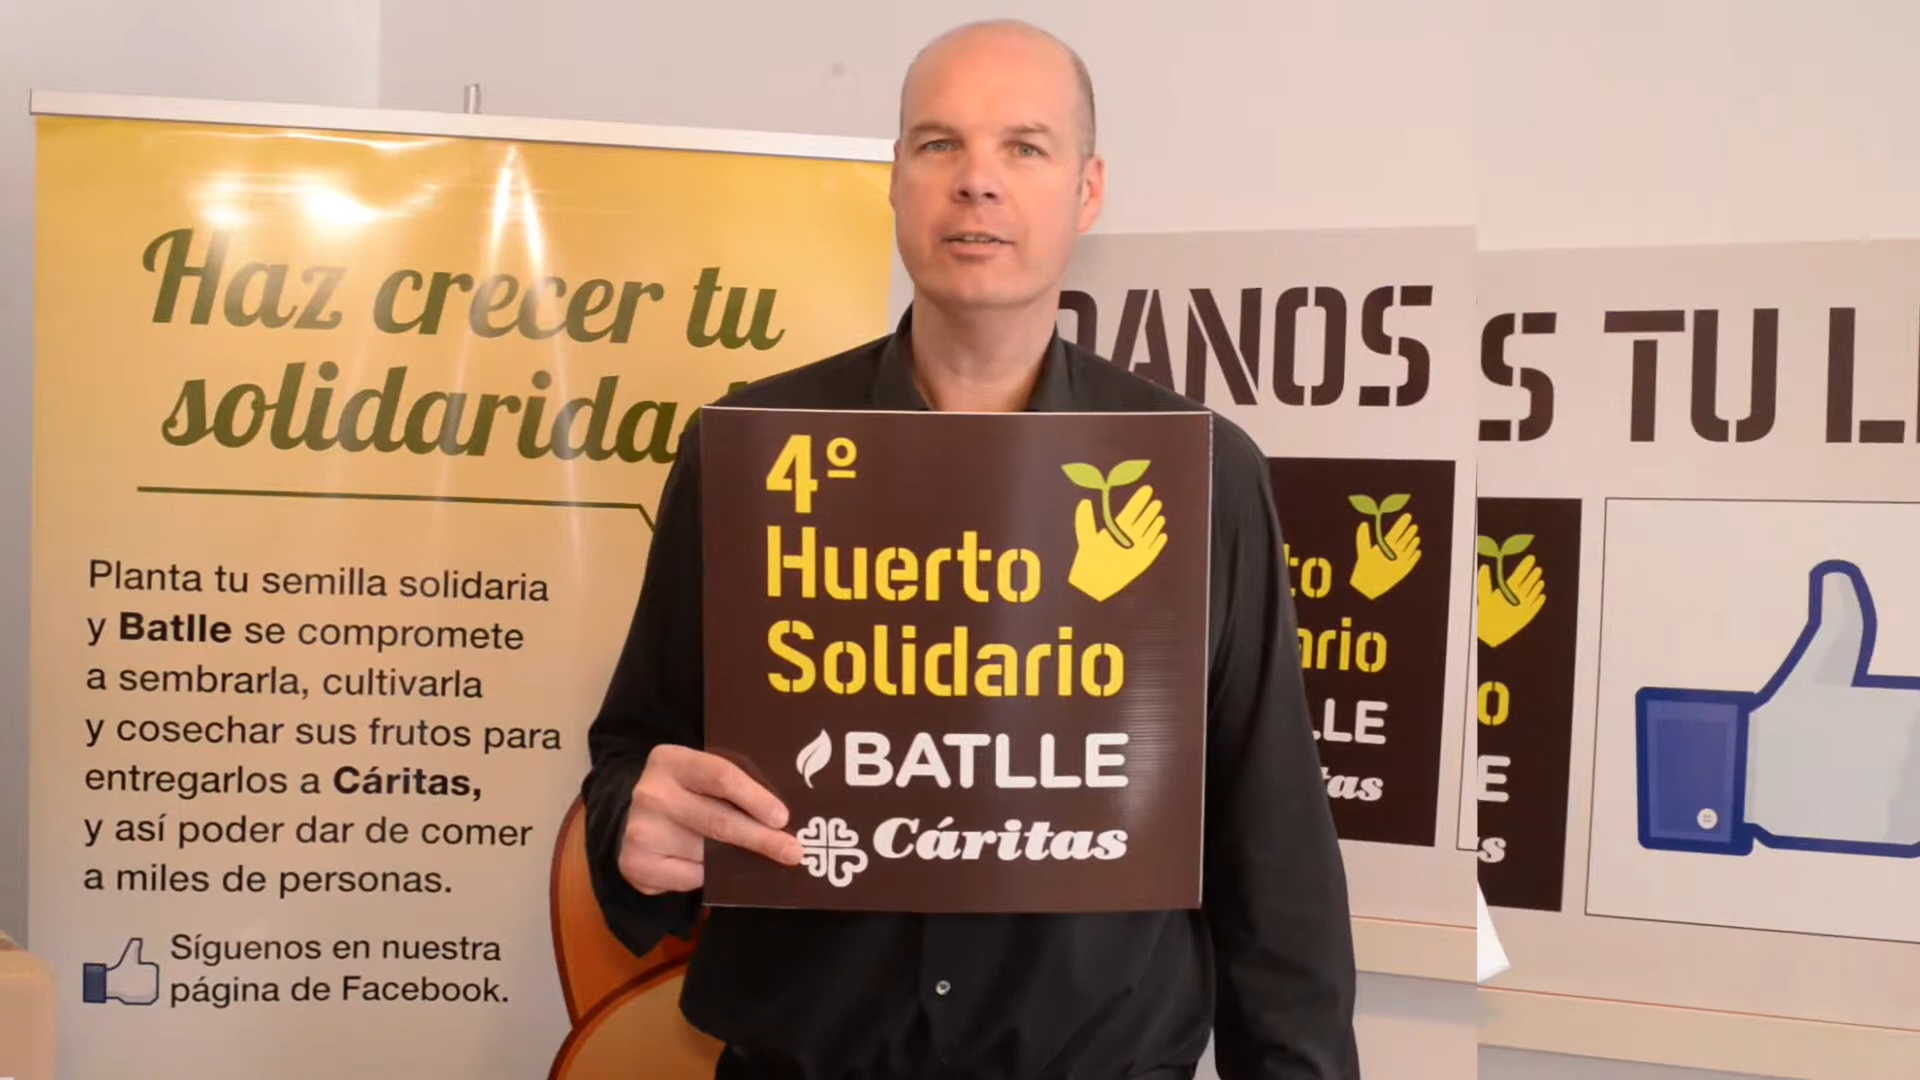 Haz crecer tu
solidaridad
Planta tu semilla solidaria
y Batlle se compromete
a sembrarla, cultivarla
y cosechar sus frutos para
entregarlos a Cáritas,
y así poder dar de comer
a miles de personas.
Síguenos en nuestra
página de Facebook.
4º
Huerto
Solidario
BATLLE
Cáritas
DANOS
to
ario
LLE
tas
S TU L
o
E
s